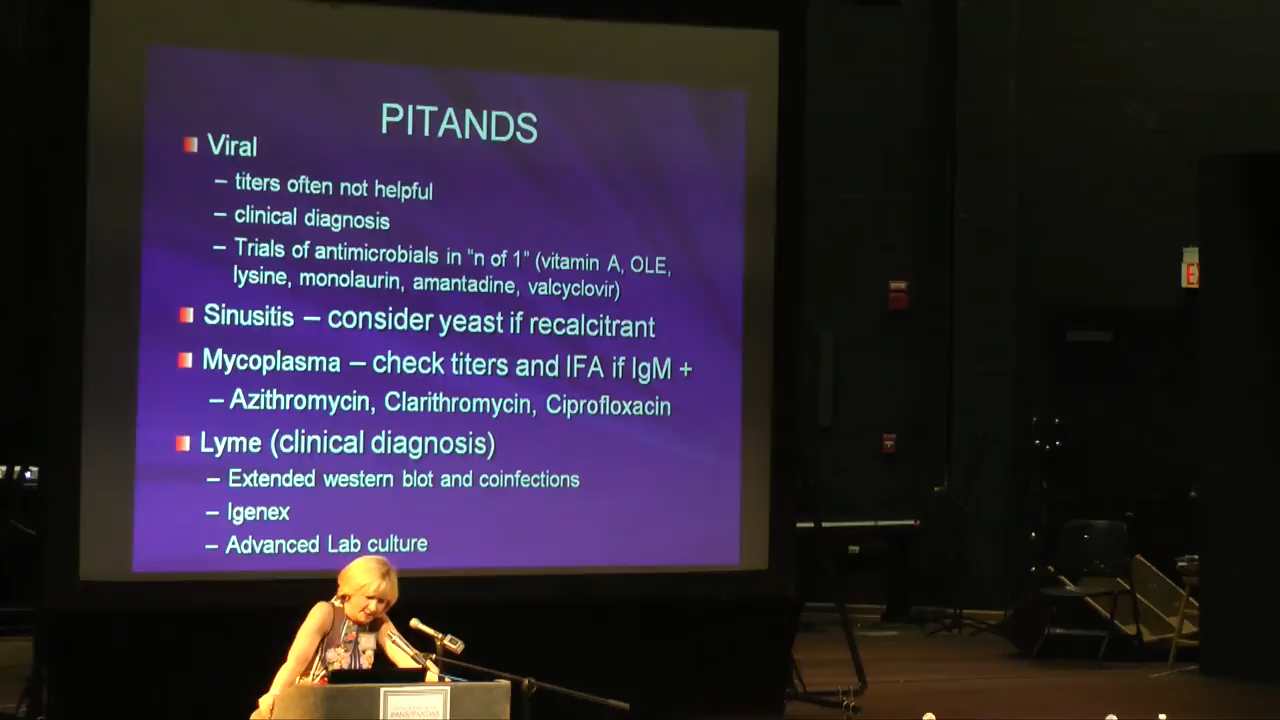 PITANDS
Viral
– titers often not helpful
– clinical diagnosis
– Trials of antimicrobials in “n of 1” (vitamin A, OLE,
lysine, monolaurin, amantadine, valcyclovir)
Sinusitis – consider yeast if recalcitrant
Mycoplasma – check titers and IFA if IgM +
– Azithromycin, Clarithromycin, Ciprofloxacin
Lyme (clinical diagnosis)
– Extended western blot and coinfections
– Igenex
– Advanced Lab culture
PANS/PANDAS